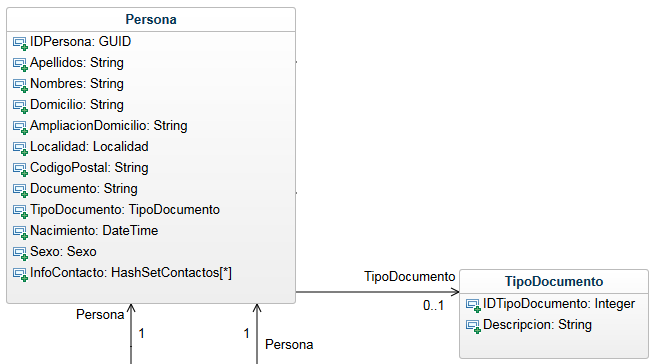 Persona
IDPersona: GUID
Apellidos: String
Nombres: String
Domicilio: String
AmpliacionDomicilio: String
Localidad: Localidad
CodigoPostal: String
Documento: String
TipoDocumento: TipoDocumento
Nacimiento: DateTime
Sexo: Sexo
InfoContacto: HashSetContactos[*]
TipoDocumento
0..1
TipoDocumento
IDTipoDocumento: Integer
Descripcion: String
Persona
1
1
Persona